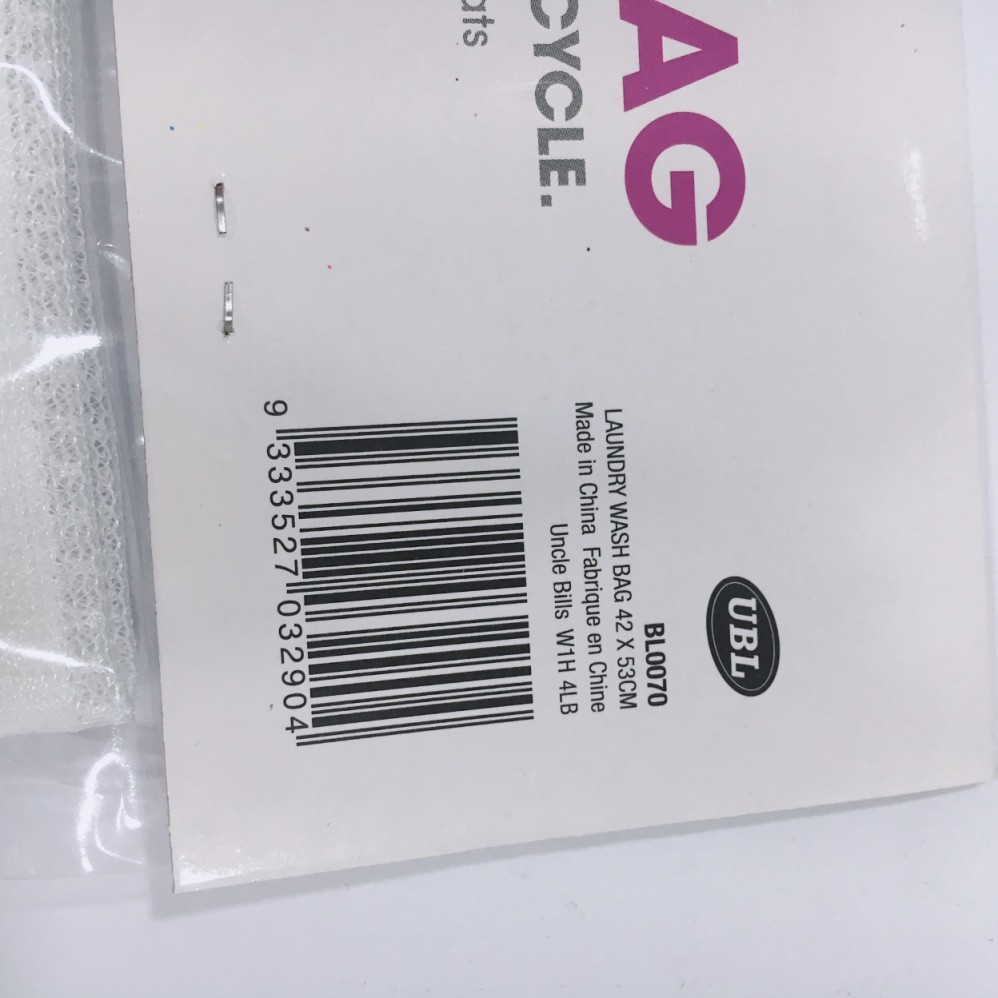 AG
CYCLE.
ats
UBL
BL0070
LAUNDRY WASH BAG 42 X 53CM
Made in China Fabrique en Chine
Uncle Bills W1H 4LB
9 333527 032904